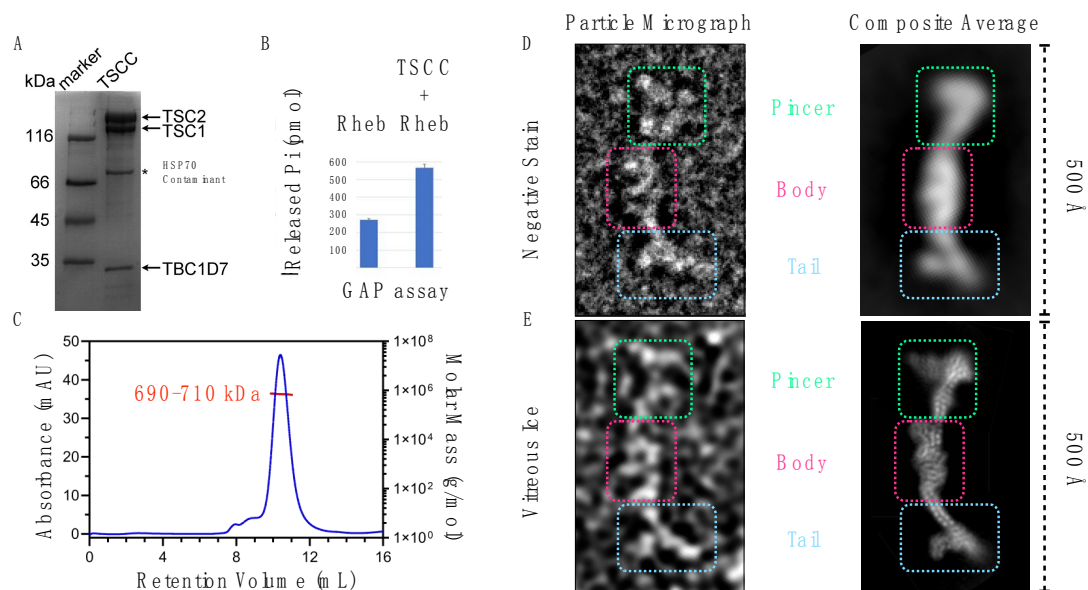 A
kDa
marker
TSCC
TSC2
TSC1
116
HSP70
* Contaminant
66
45
35
TBC1D7
B
TSCC
+
Rheb Rheb
[Released Pi (pmol)
600
500
400
300
200
100
GAP assay
C
690-710 kDa
Absorbance (mAU)
50
40
30
20
10
0
0 4 8 12 16
Retention Volume (mL)
1×10⁸
1×10⁶
1×10⁴
1×10²
1×10⁰
Molar Mass (g/mol)
Particle Micrograph
Composite Average
D
Negative Stain
Pincer
Body
Tail
500 Å
E
Vitreous Ice
Pincer
Body
Tail
500 Å